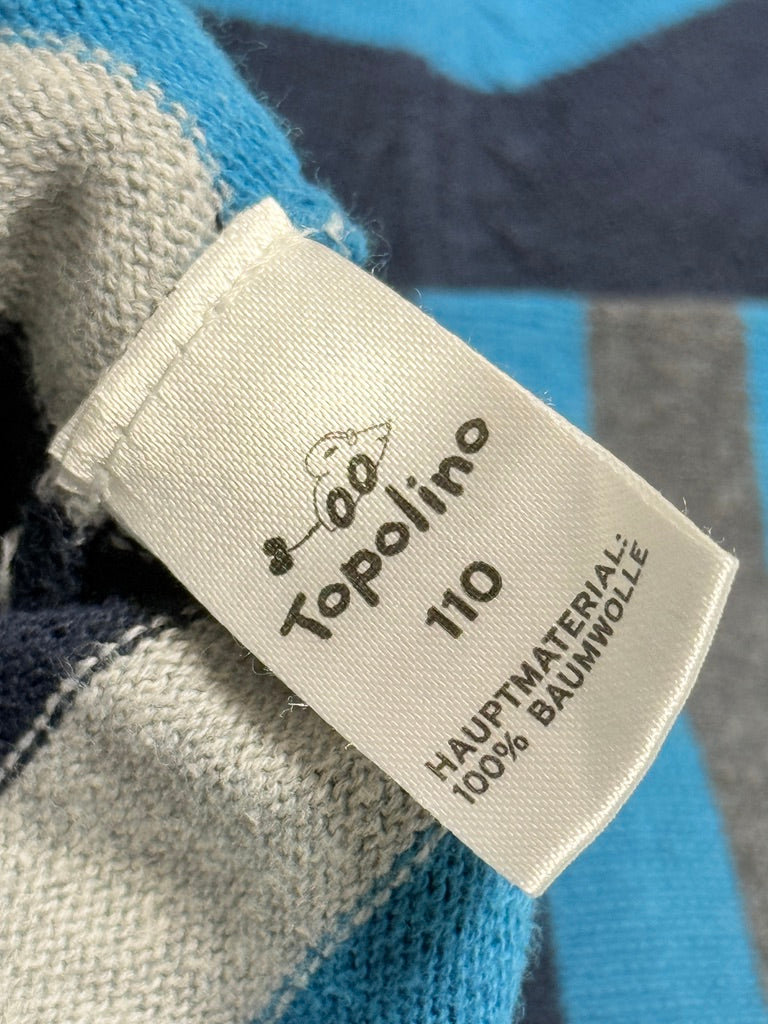 Topolino
110
HAUPTMATERIAL:
100% BAUMWOLLE